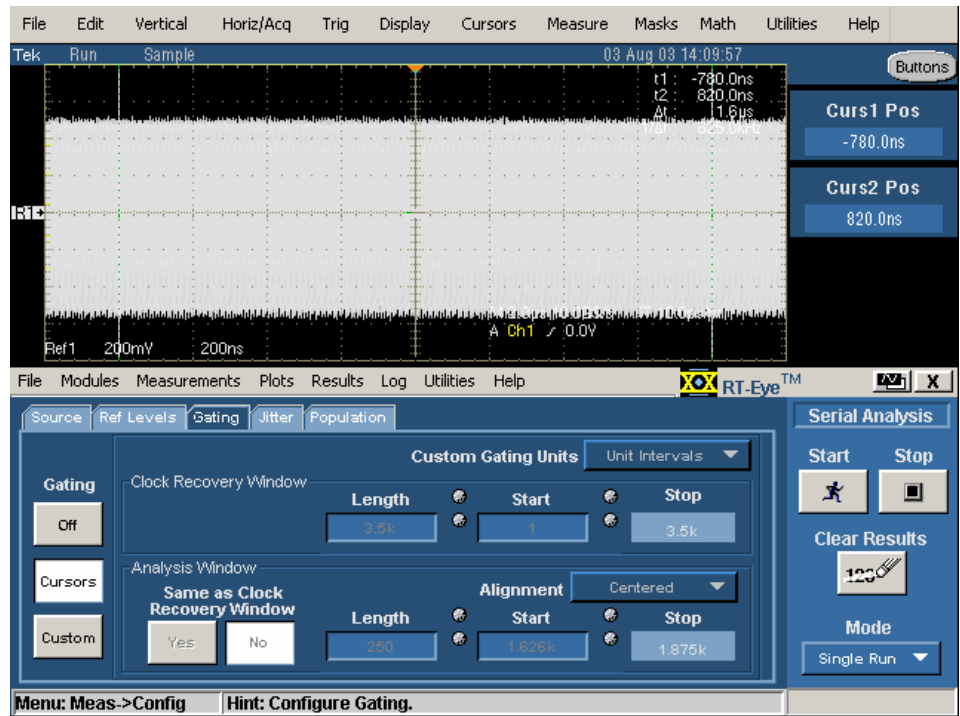 File Edit Vertical Horiz/Acq Trig Display Cursors Measure Masks Math Utilities Help
Tek Run Sample 03 Aug 03 14:09:57
Buttons
t1 : -780.0ns
t2 : 820.0ns
Δt : 1.6µs
1/Δt : 625.0kHz
Curs1 Pos
-780.0ns
Curs2 Pos
820.0ns
R1
A Ch1 0.0V
Ref1 200mV 200ns
File Modules Measurements Plots Results Log Utilities Help
RT-Eye™ X
Source Ref Levels Gating Jitter Population
Serial Analysis
Custom Gating Units Unit Intervals
Start Stop
Gating
Off
Cursors
Custom
Clock Recovery Window
Length Start Stop
3.5k 1 3.5k
Clear Results
123
Analysis Window
Same as Clock
Recovery Window
Yes No
Alignment Centered
Length Start Stop
250 1.626k 1.875k
Mode
Single Run
Menu: Meas->Config Hint: Configure Gating.